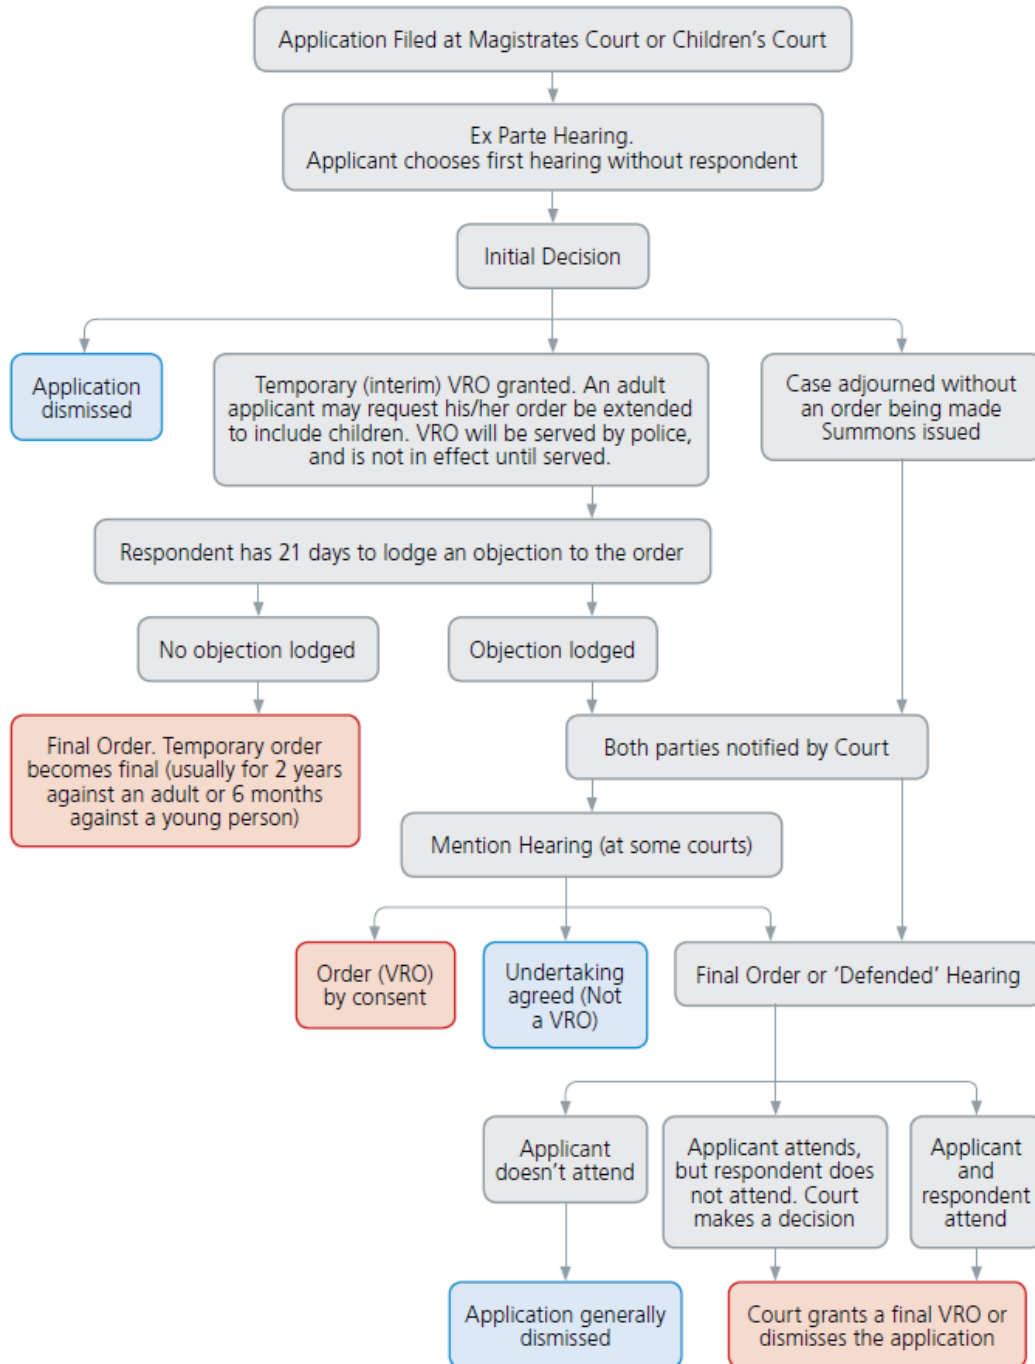 Application Filed at Magistrates Court or Children's Court
Ex Parte Hearing.
Applicant chooses first hearing without respondent
Initial Decision
Application
dismissed
Temporary (interim) VRO granted. An adult
applicant may request his/her order be extended
to include children. VRO will be served by police,
and is not in effect until served.
Case adjourned without
an order being made
Summons issued
Respondent has 21 days to lodge an objection to the order
No objection lodged
Objection lodged
Final Order. Temporary order
becomes final (usually for 2 years
against an adult or 6 months
against a young person)
Both parties notified by Court
Mention Hearing (at some courts)
Order (VRO)
by consent
Undertaking
agreed (Not
a VRO)
Final Order or 'Defended' Hearing
Applicant
doesn't attend
Applicant attends,
but respondent does
not attend. Court
makes a decision
Applicant
and
respondent
attend
Application generally
dismissed
Court grants a final VRO or
dismisses the application